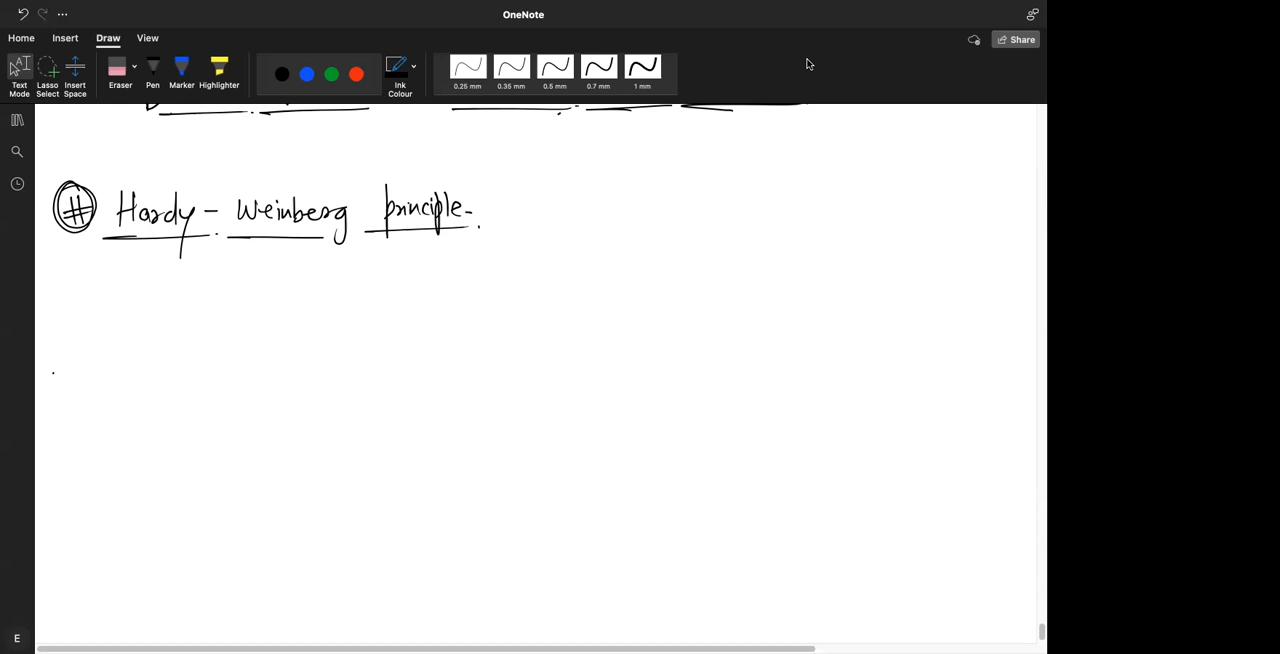 OneNote
Home Insert Draw View
Share
Text Mode
Lasso Select
Insert Space
Eraser
Pen
Marker
Highlighter
Ink Colour
0.25 mm
0.35 mm
0.5 mm
0.7 mm
1 mm
# Hardy - Weinberg principle.
E